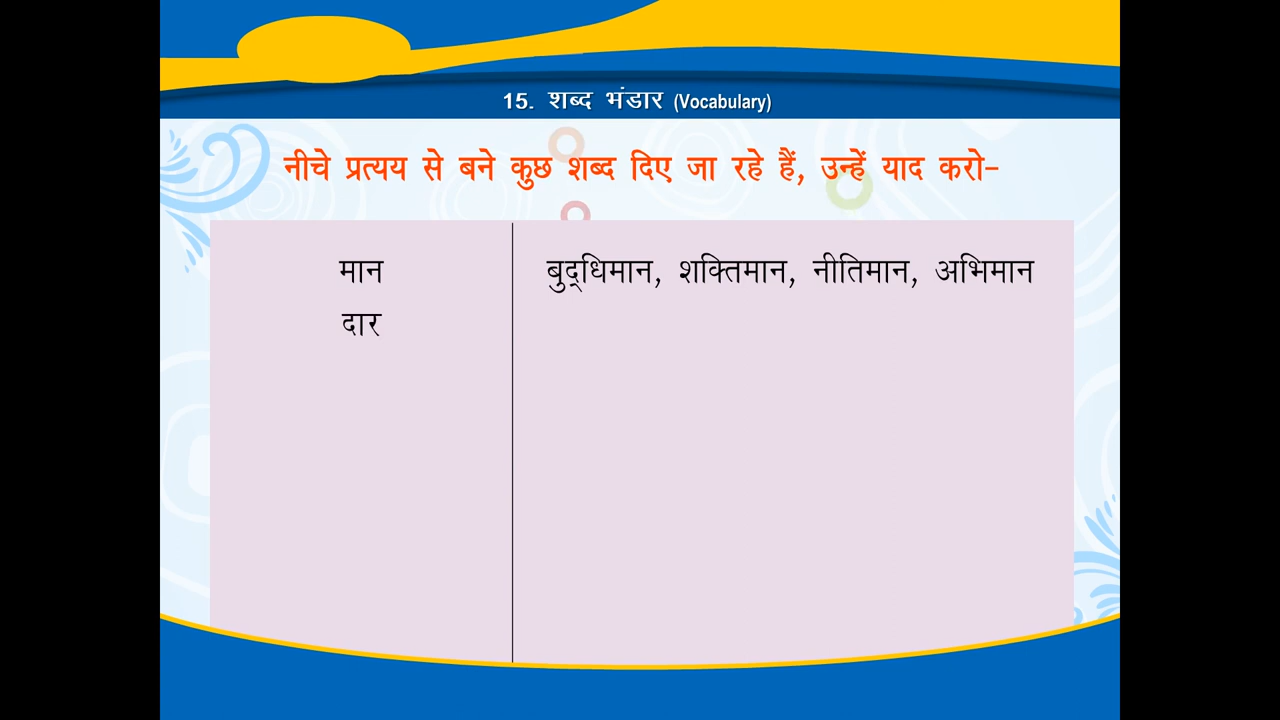 15. शब्द भंडार (Vocabulary)
नीचे प्रत्यय से बने कुछ शब्द दिए जा रहे हैं, उन्हें याद करो-
मान बुद्‌धिमान, शक्तिमान, नीतिमान, अभिमान
दार